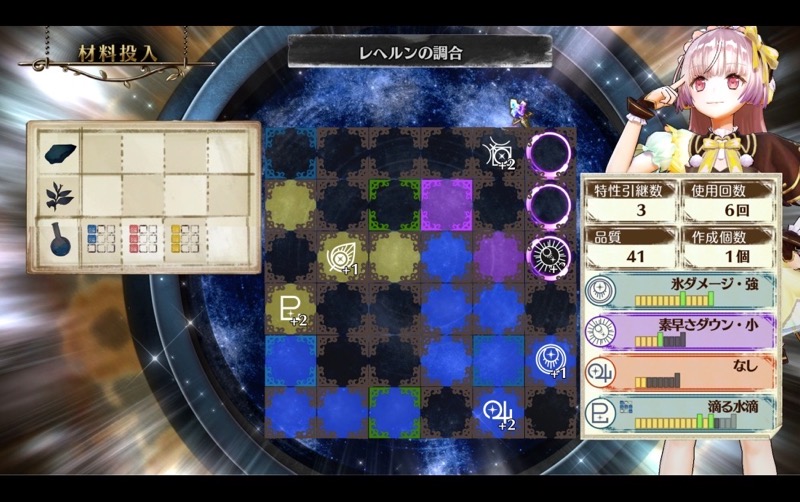 材料投入
レヘルンの調合
+2
+1
+2
+1
+2
特性引継数
3
使用回数
6回
品質
41
作成個数
1個
氷ダメージ・強
素早さダウン・小
なし
滴る水滴